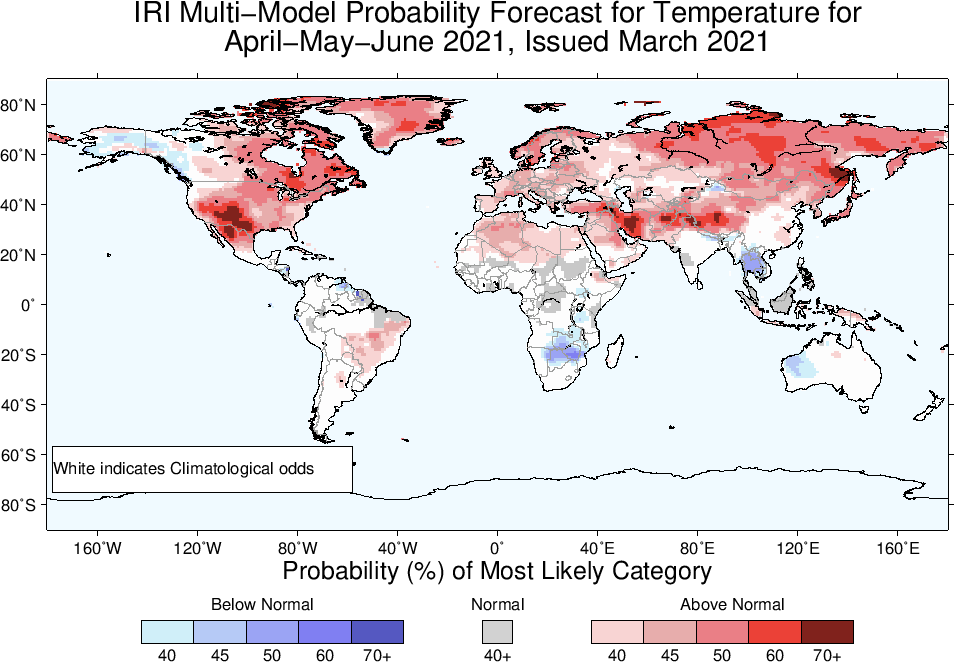 IRI Multi−Model Probability Forecast for Temperature for
April−May−June 2021, Issued March 2021
80˚N
60˚N
40˚N
20˚N
0˚
20˚S
40˚S
60˚S
80˚S
White indicates Climatological odds
160˚W 120˚W 80˚W 40˚W 0˚ 40˚E 80˚E 120˚E 160˚E
Probability (%) of Most Likely Category
Below Normal Normal Above Normal
40 45 50 60 70+ 40+ 40 45 50 60 70+